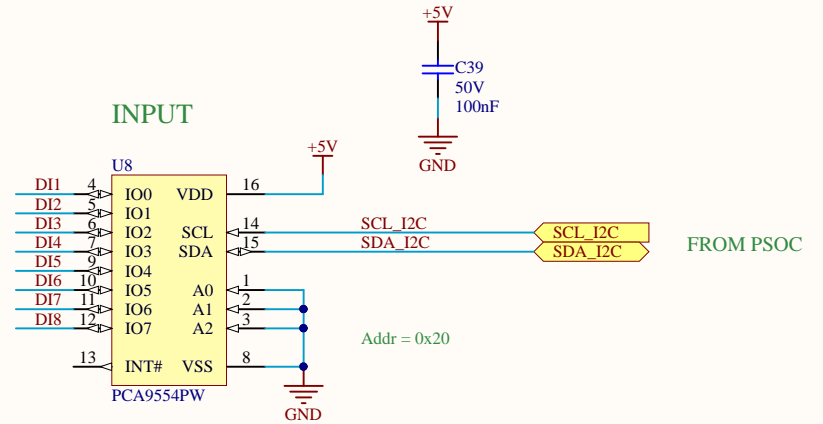 +5V
C39
50V
100nF
GND
INPUT
U8
+5V
DI1 4 IO0 VDD 16
DI2 5 IO1
DI3 6 IO2 SCL 14 SCL_I2C SCL_I2C
DI4 7 IO3 SDA 15 SDA_I2C SDA_I2C
FROM PSOC
DI5 9 IO4
DI6 10 IO5 A0 1
DI7 11 IO6 A1 2
DI8 12 IO7 A2 3
Addr = 0x20
13 INT# VSS 8
PCA9554PW
GND